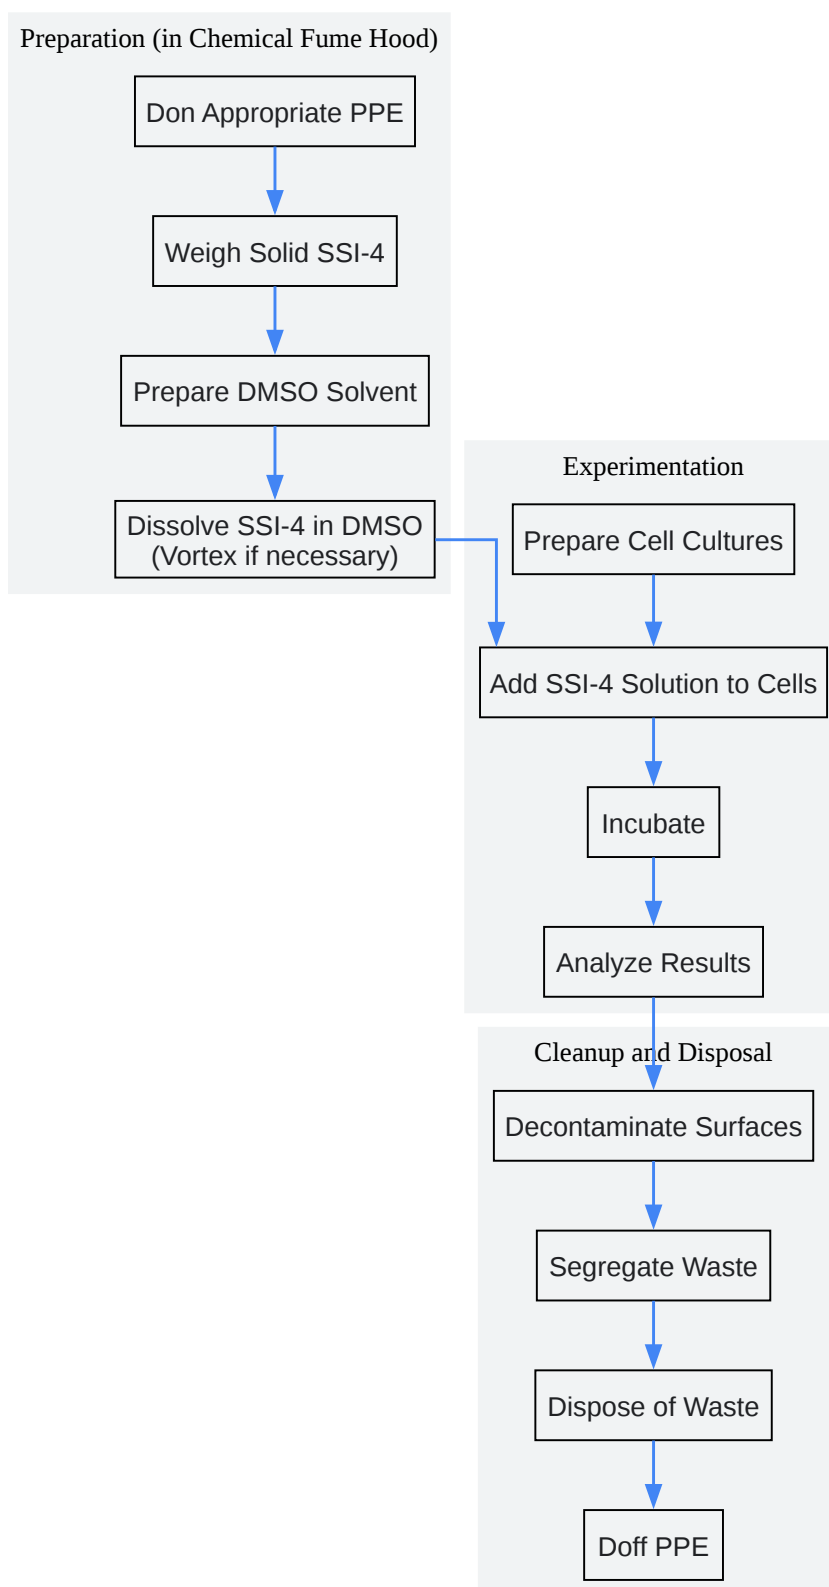 Preparation (in Chemical Fume Hood)
Don Appropriate PPE
Weigh Solid SSI-4
Prepare DMSO Solvent
Dissolve SSI-4 in DMSO
(Vortex if necessary)
Experimentation
Prepare Cell Cultures
Add SSI-4 Solution to Cells
Incubate
Analyze Results
Cleanup and Disposal
Decontaminate Surfaces
Segregate Waste
Dispose of Waste
Doff PPE